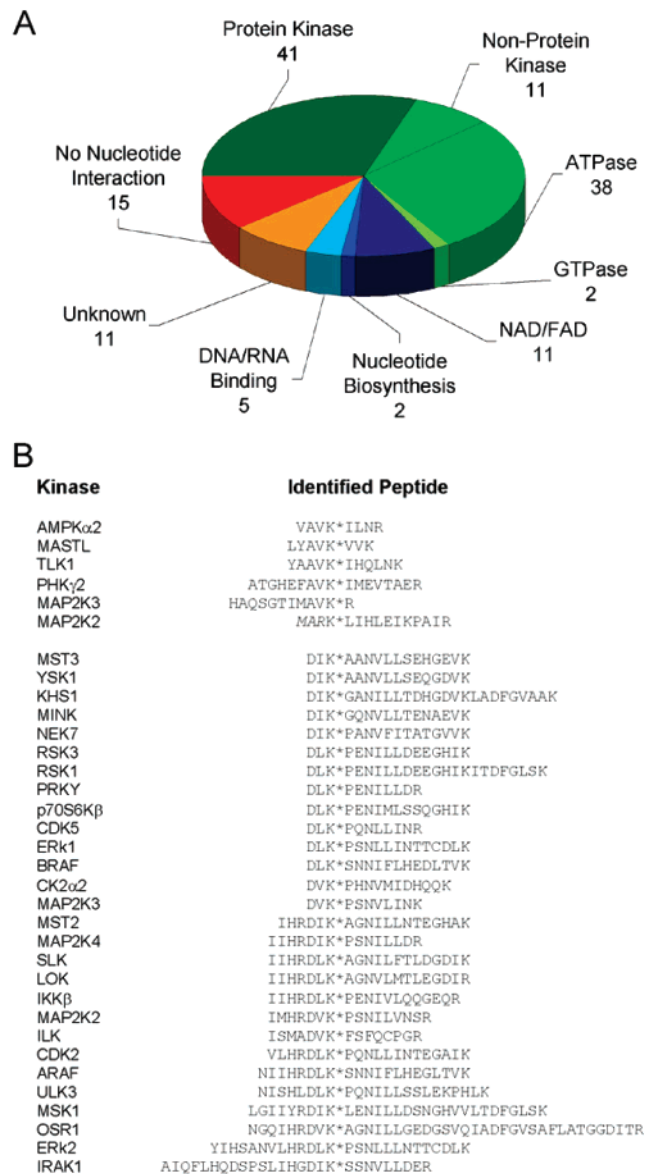 A
Protein Kinase
41
Non-Protein
Kinase
11
No Nucleotide
Interaction
15
ATPase
38
GTPase
2
Unknown
11
NAD/FAD
11
DNA/RNA
Binding
5
Nucleotide
Biosynthesis
2
B
Kinase Identified Peptide
AMPKα2 VAVK*ILNR
MASTL LYAVK*VVK
TLK1 YAAVK*IHQLNK
PHKγ2 ATGHEFAVK*IMEVTAER
MAP2K3 HAQSGTIMAVK*R
MAP2K2 MARK*LIHLEIKPAIR
MST3 DIK*AANVLLSEHGEVK
YSK1 DIK*AANVLLSEQGDVK
KHS1 DIK*GANILLTDHGDVKLADFGVAAK
MINK DIK*GQNVLLTENAEVK
NEK7 DIK*PANVFITATGVVK
RSK3 DLK*PENILLDEEGHIK
RSK1 DLK*PENILLDEEGHIKITDFGLSK
PRKY DLK*PENILLDR
p70S6Kβ DLK*PENIMLSSQGHIK
CDK5 DLK*PQNLLINR
ERk1 DLK*PSNLLINTTCDLK
BRAF DLK*SNNIFLHEDLTVK
CK2α2 DVK*PHNVMIDHQQK
MAP2K3 DVK*PSNVLINK
MST2 IHRDIK*AGNILLNTEGHAK
MAP2K4 IIHRDIK*PSNILLDR
SLK IIHRDLK*AGNILFTLDGDIK
LOK IIHRDLK*AGNVLMTLEGDIR
IKKβ IIHRDLK*PENIVLQQGEQR
MAP2K2 IMHRDVK*PSNILVNSR
ILK ISMADVK*FSFQCPGR
CDK2 VLHRDLK*PQNLLINTEGAIK
ARAF NIIHRDLK*SNNIFLHEGLTVK
ULK3 NISHLDLK*PQNILLSSLEKPHLK
MSK1 LGIIYRDIK*LENILLDSNGHVVLTDFGLSK
OSR1 NGQIHRDVK*AGNILLGEDGSVQIADFGVSAFLATGGDITR
ERk2 YIHSANVLHRDLK*PSNLLLNTTCDLK
IRAK1 AIQFLHQDSPSLIHGDIK*SSNVLLDER